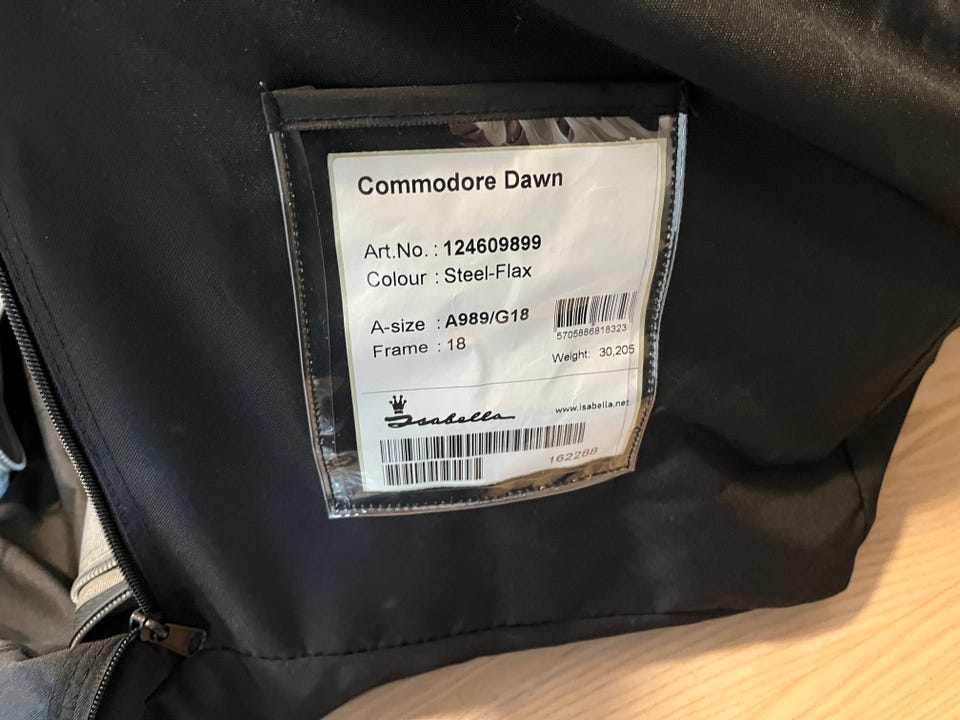 Commodore Dawn
Art.No. : 124609899
Colour : Steel-Flax
A-size : A989/G18
Frame : 18
5705886818323
Weight: 30,205
Isabella
www.isabella.net
162288